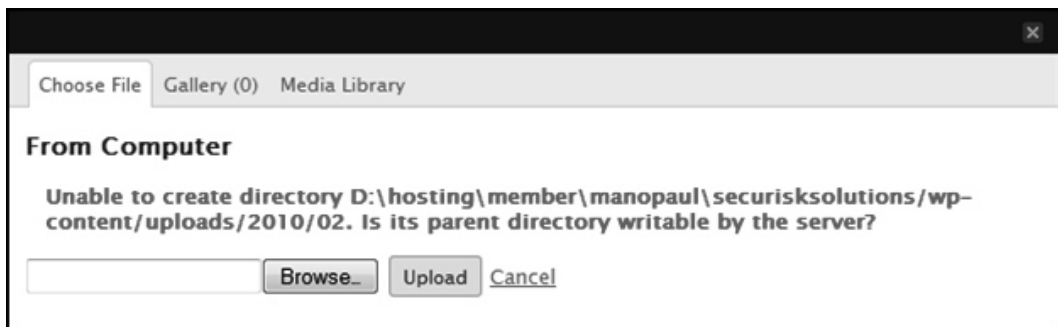 Choose File Gallery (0) Media Library
From Computer
Unable to create directory D:\hosting\member\manopaul\securisksolutions/wp-
content/uploads/2010/02. Is its parent directory writable by the server?
Browse... Upload Cancel